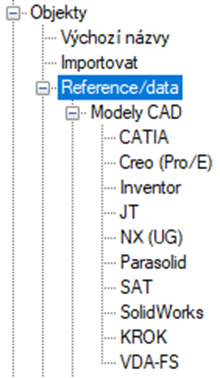 Objekty
Výchozí názvy
Importovat
Reference/data
Modely CAD
CATIA
Creo (Pro/E)
Inventor
JT
NX (UG)
Parasolid
SAT
SolidWorks
KROK
VDA-FS